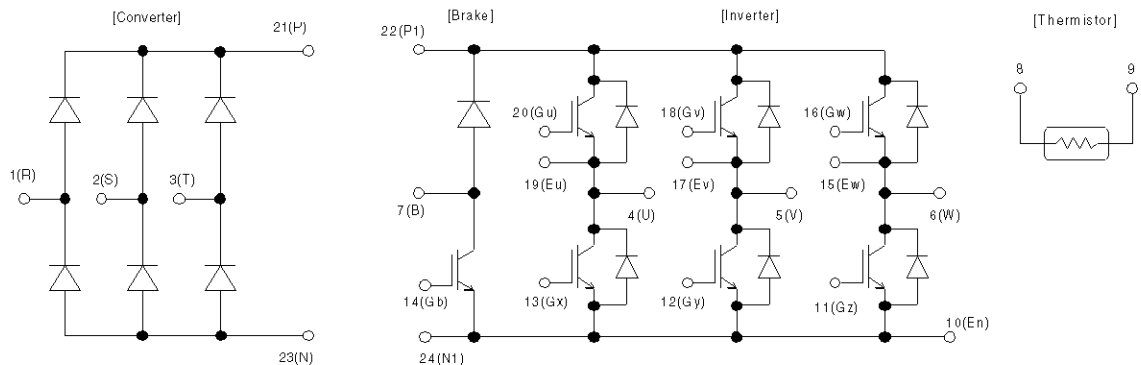 [Converter]
[Brake]
[Inverter]
[Thermistor]
21(P)
22(P1)
8
9
20(Gu)
18(Gv)
16(Gw)
1(R)
2(S)
3(T)
19(Eu)
17(Ev)
15(Ew)
7(B)
4(U)
5(V)
6(W)
14(Gb)
13(Gx)
12(Gy)
11(Gz)
10(En)
23(N)
24(N1)